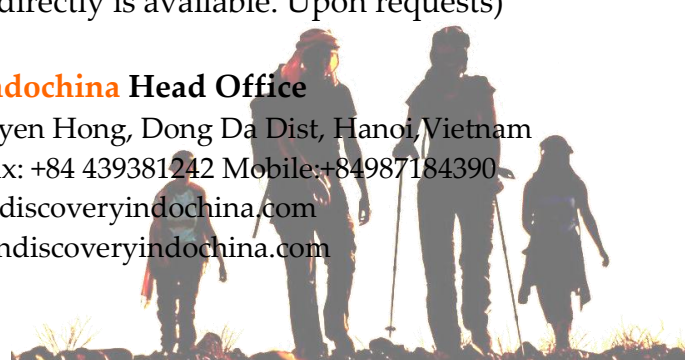 directly is available. Upon requests)
ndochina Head Office
yen Hong, Dong Da Dist, Hanoi,Vietnam
x: +84 439381242 Mobile:+84987184390
discoveryindochina.com
ndiscoveryindochina.com